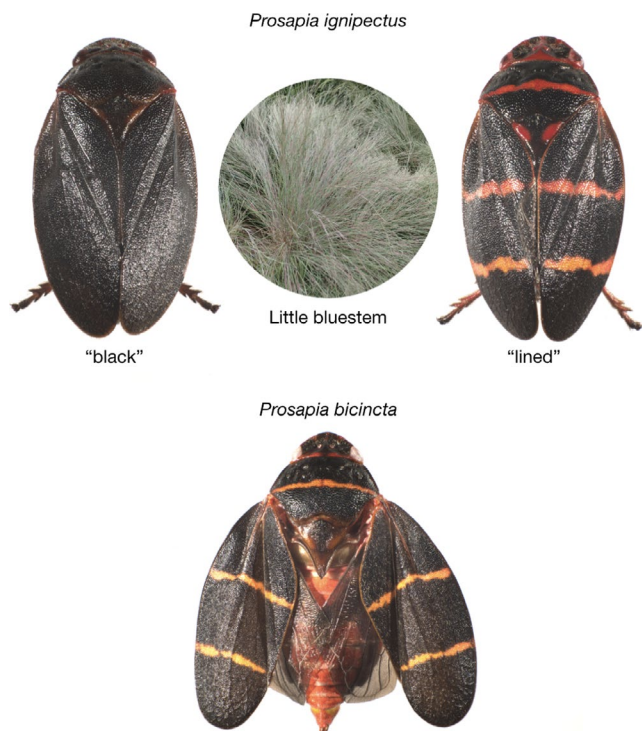 Prosapia ignipectus
Little bluestem
“black”
“lined”
Prosapia bicincta